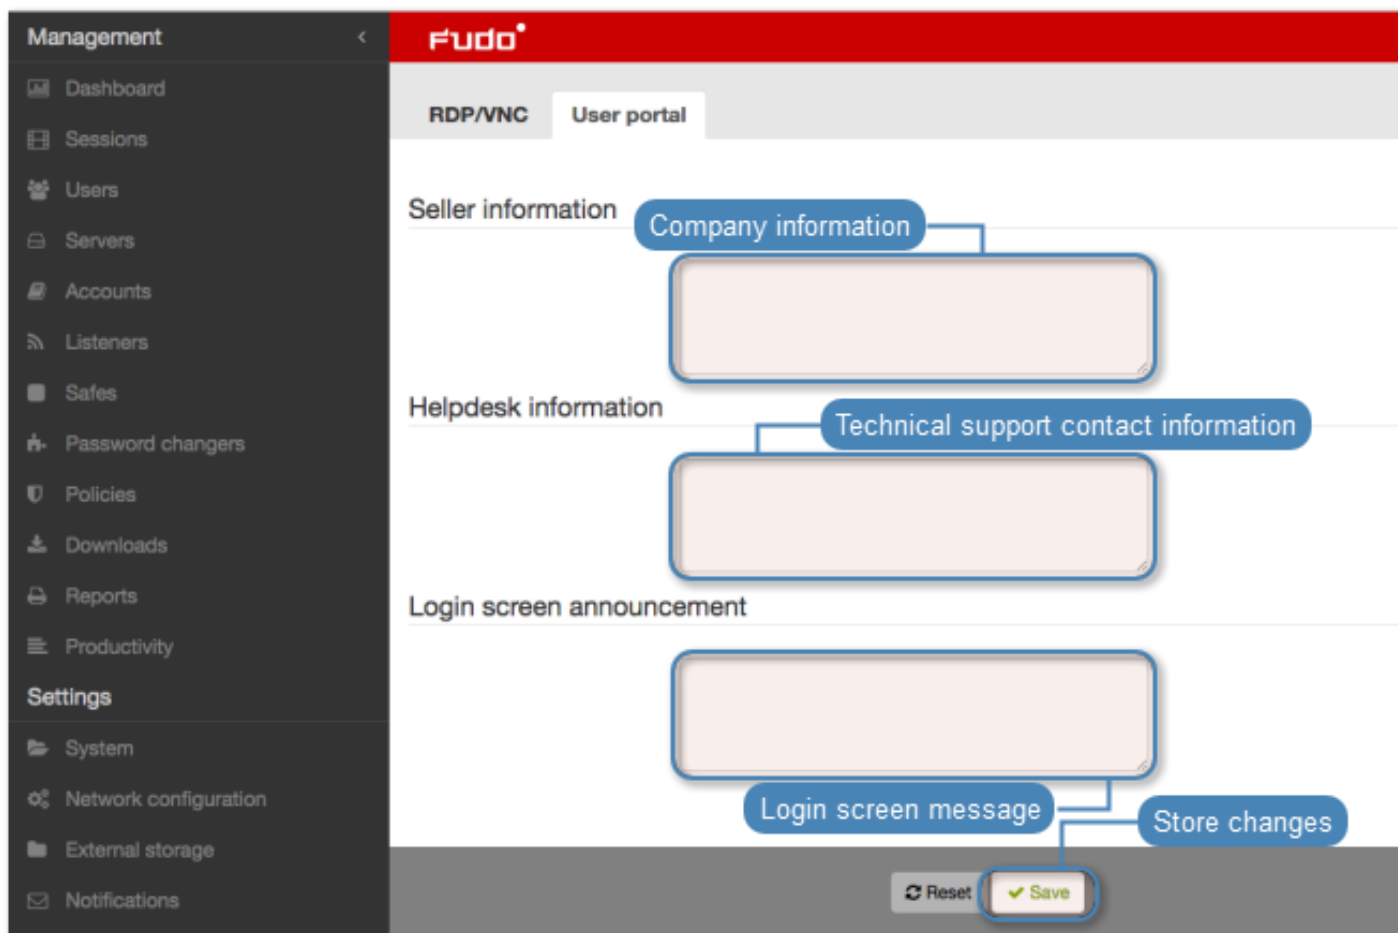 Management
Fudo
Dashboard
RDP/VNC
User portal
Sessions
Users
Seller information
Company information
Servers
Accounts
Listeners
Safes
Helpdesk information
Technical support contact information
Password changers
Policies
Downloads
Reports
Login screen announcement
Productivity
Settings
System
Network configuration
Login screen message
Store changes
External storage
Notifications
Reset
Save